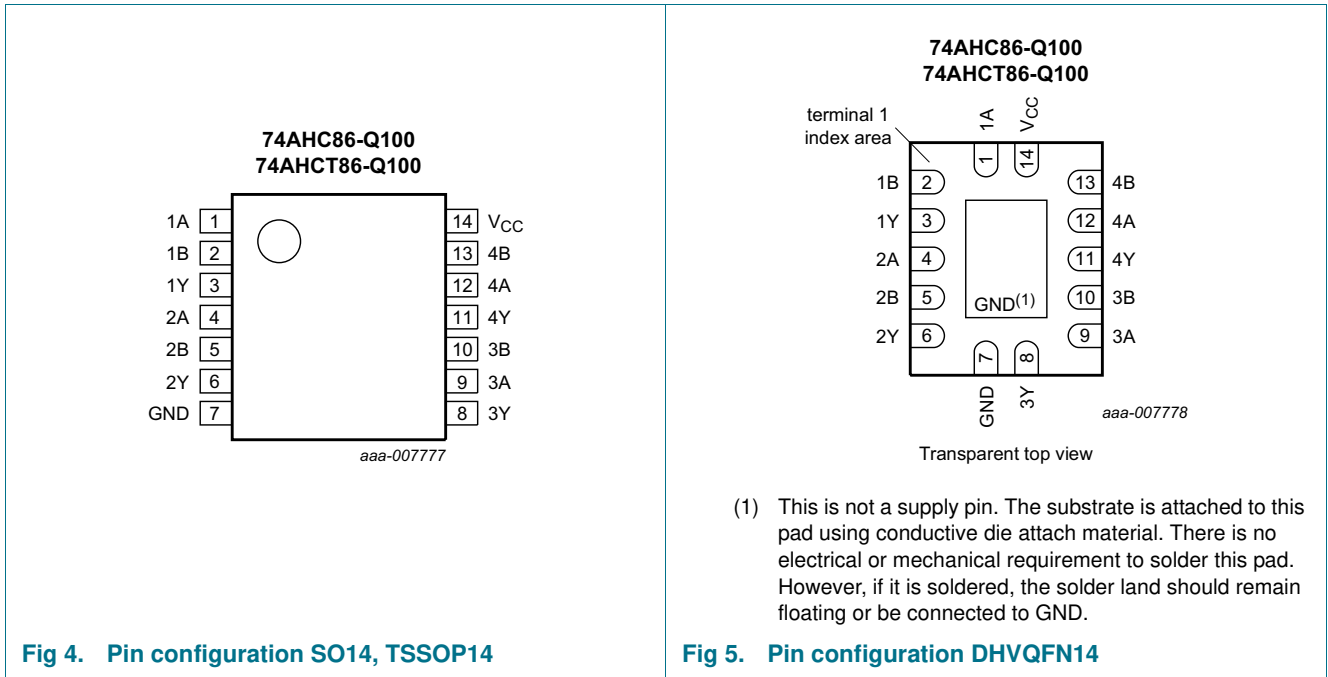 74AHC86-Q100
74AHCT86-Q100
1A 1
1B 2
1Y 3
2A 4
2B 5
2Y 6
GND 7
14 VCC
13 4B
12 4A
11 4Y
10 3B
9 3A
8 3Y
aaa-007777
Fig 4. Pin configuration SO14, TSSOP14
74AHC86-Q100
74AHCT86-Q100
terminal 1
index area
1A
VCC
1
14
1B 2
1Y 3
2A 4
2B 5
2Y 6
13 4B
12 4A
11 4Y
10 3B
9 3A
GND(1)
7
8
GND
3Y
aaa-007778
Transparent top view
(1) This is not a supply pin. The substrate is attached to this
pad using conductive die attach material. There is no
electrical or mechanical requirement to solder this pad.
However, if it is soldered, the solder land should remain
floating or be connected to GND.
Fig 5. Pin configuration DHVQFN14